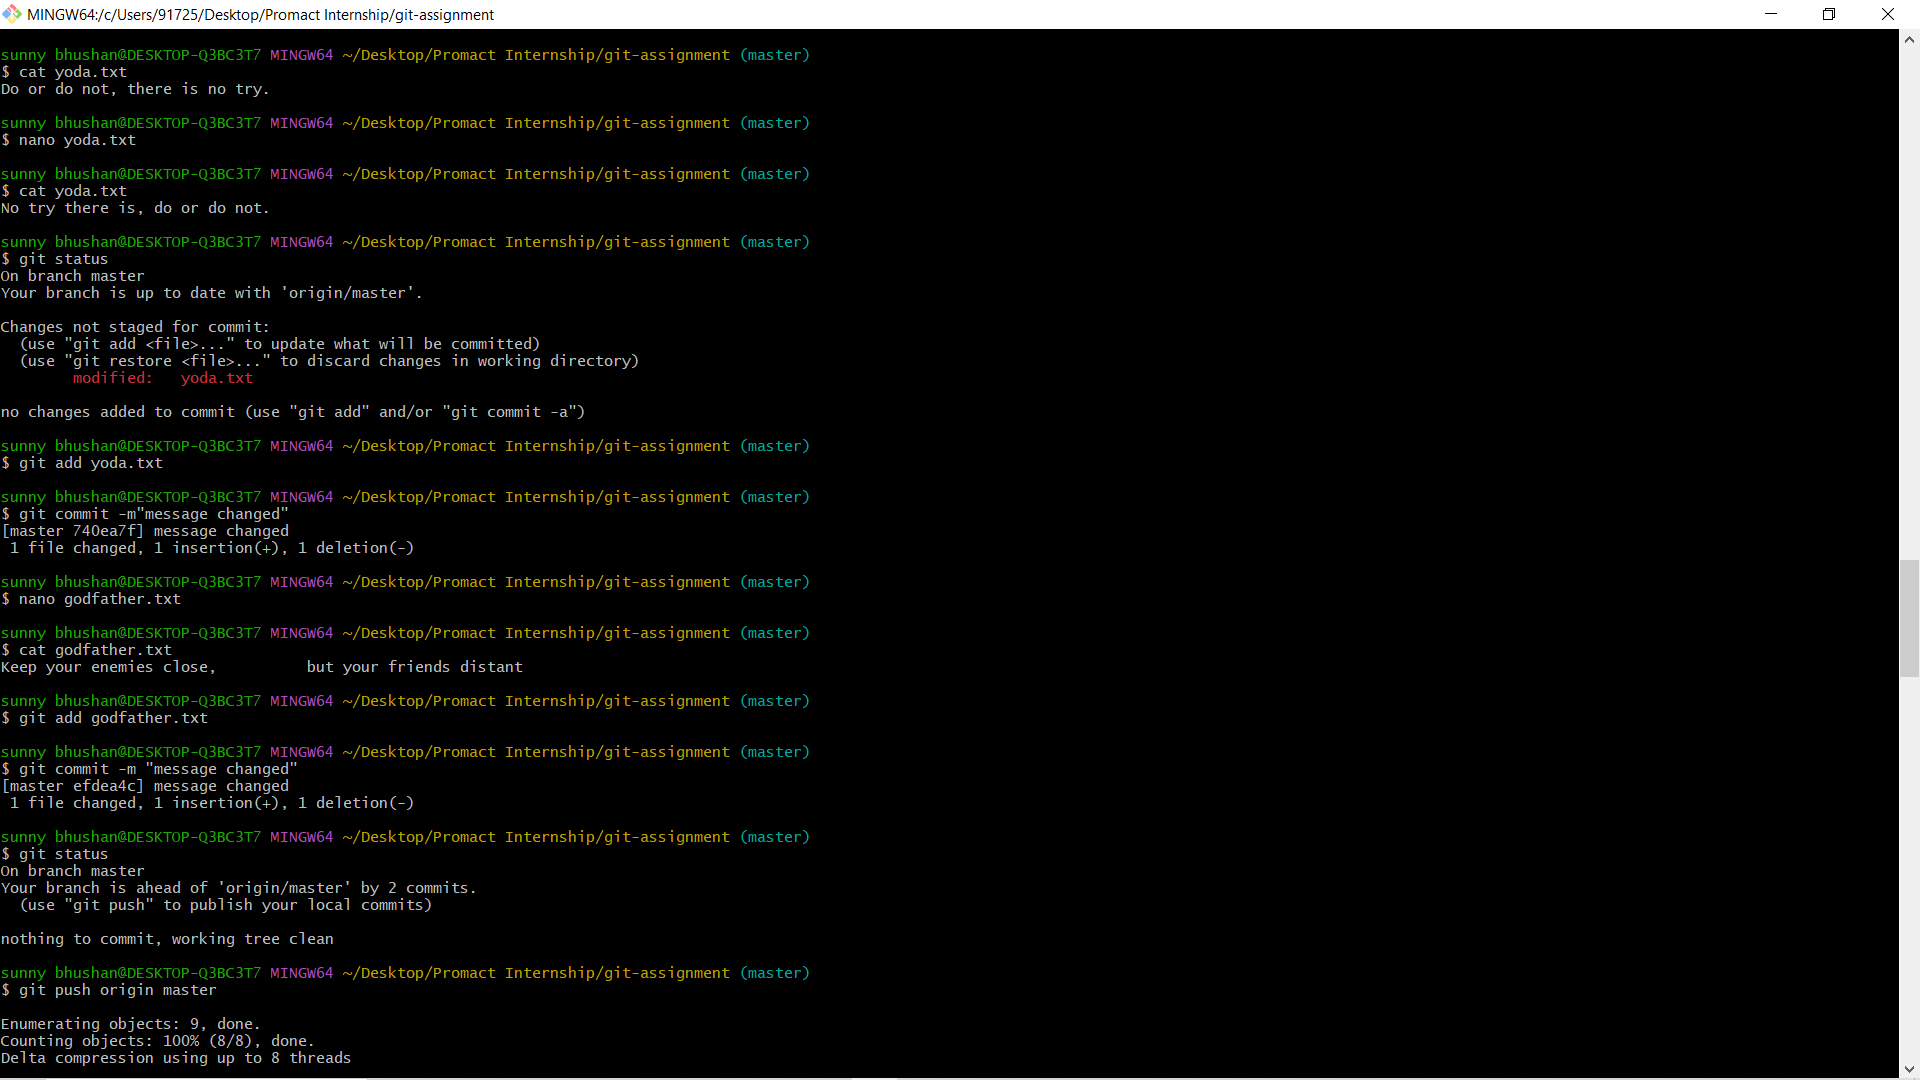 MINGW64:/c/Users/91725/Desktop/Promact Internship/git-assignment
sunny bhushan@DESKTOP-Q3BC3T7 MINGW64 ~/Desktop/Promact Internship/git-assignment (master)
$ cat yoda.txt
Do or do not, there is no try.
sunny bhushan@DESKTOP-Q3BC3T7 MINGW64 ~/Desktop/Promact Internship/git-assignment (master)
$ nano yoda.txt
sunny bhushan@DESKTOP-Q3BC3T7 MINGW64 ~/Desktop/Promact Internship/git-assignment (master)
$ cat yoda.txt
No try there is, do or do not.
sunny bhushan@DESKTOP-Q3BC3T7 MINGW64 ~/Desktop/Promact Internship/git-assignment (master)
$ git status
On branch master
Your branch is up to date with 'origin/master'.
Changes not staged for commit:
  (use "git add <file>..." to update what will be committed)
  (use "git restore <file>..." to discard changes in working directory)
        modified:   yoda.txt
no changes added to commit (use "git add" and/or "git commit -a")
sunny bhushan@DESKTOP-Q3BC3T7 MINGW64 ~/Desktop/Promact Internship/git-assignment (master)
$ git add yoda.txt
sunny bhushan@DESKTOP-Q3BC3T7 MINGW64 ~/Desktop/Promact Internship/git-assignment (master)
$ git commit -m"message changed"
[master 740ea7f] message changed
 1 file changed, 1 insertion(+), 1 deletion(-)
sunny bhushan@DESKTOP-Q3BC3T7 MINGW64 ~/Desktop/Promact Internship/git-assignment (master)
$ nano godfather.txt
sunny bhushan@DESKTOP-Q3BC3T7 MINGW64 ~/Desktop/Promact Internship/git-assignment (master)
$ cat godfather.txt
Keep your enemies close,          but your friends distant
sunny bhushan@DESKTOP-Q3BC3T7 MINGW64 ~/Desktop/Promact Internship/git-assignment (master)
$ git add godfather.txt
sunny bhushan@DESKTOP-Q3BC3T7 MINGW64 ~/Desktop/Promact Internship/git-assignment (master)
$ git commit -m "message changed"
[master efdea4c] message changed
 1 file changed, 1 insertion(+), 1 deletion(-)
sunny bhushan@DESKTOP-Q3BC3T7 MINGW64 ~/Desktop/Promact Internship/git-assignment (master)
$ git status
On branch master
Your branch is ahead of 'origin/master' by 2 commits.
  (use "git push" to publish your local commits)
nothing to commit, working tree clean
sunny bhushan@DESKTOP-Q3BC3T7 MINGW64 ~/Desktop/Promact Internship/git-assignment (master)
$ git push origin master
Enumerating objects: 9, done.
Counting objects: 100% (8/8), done.
Delta compression using up to 8 threads